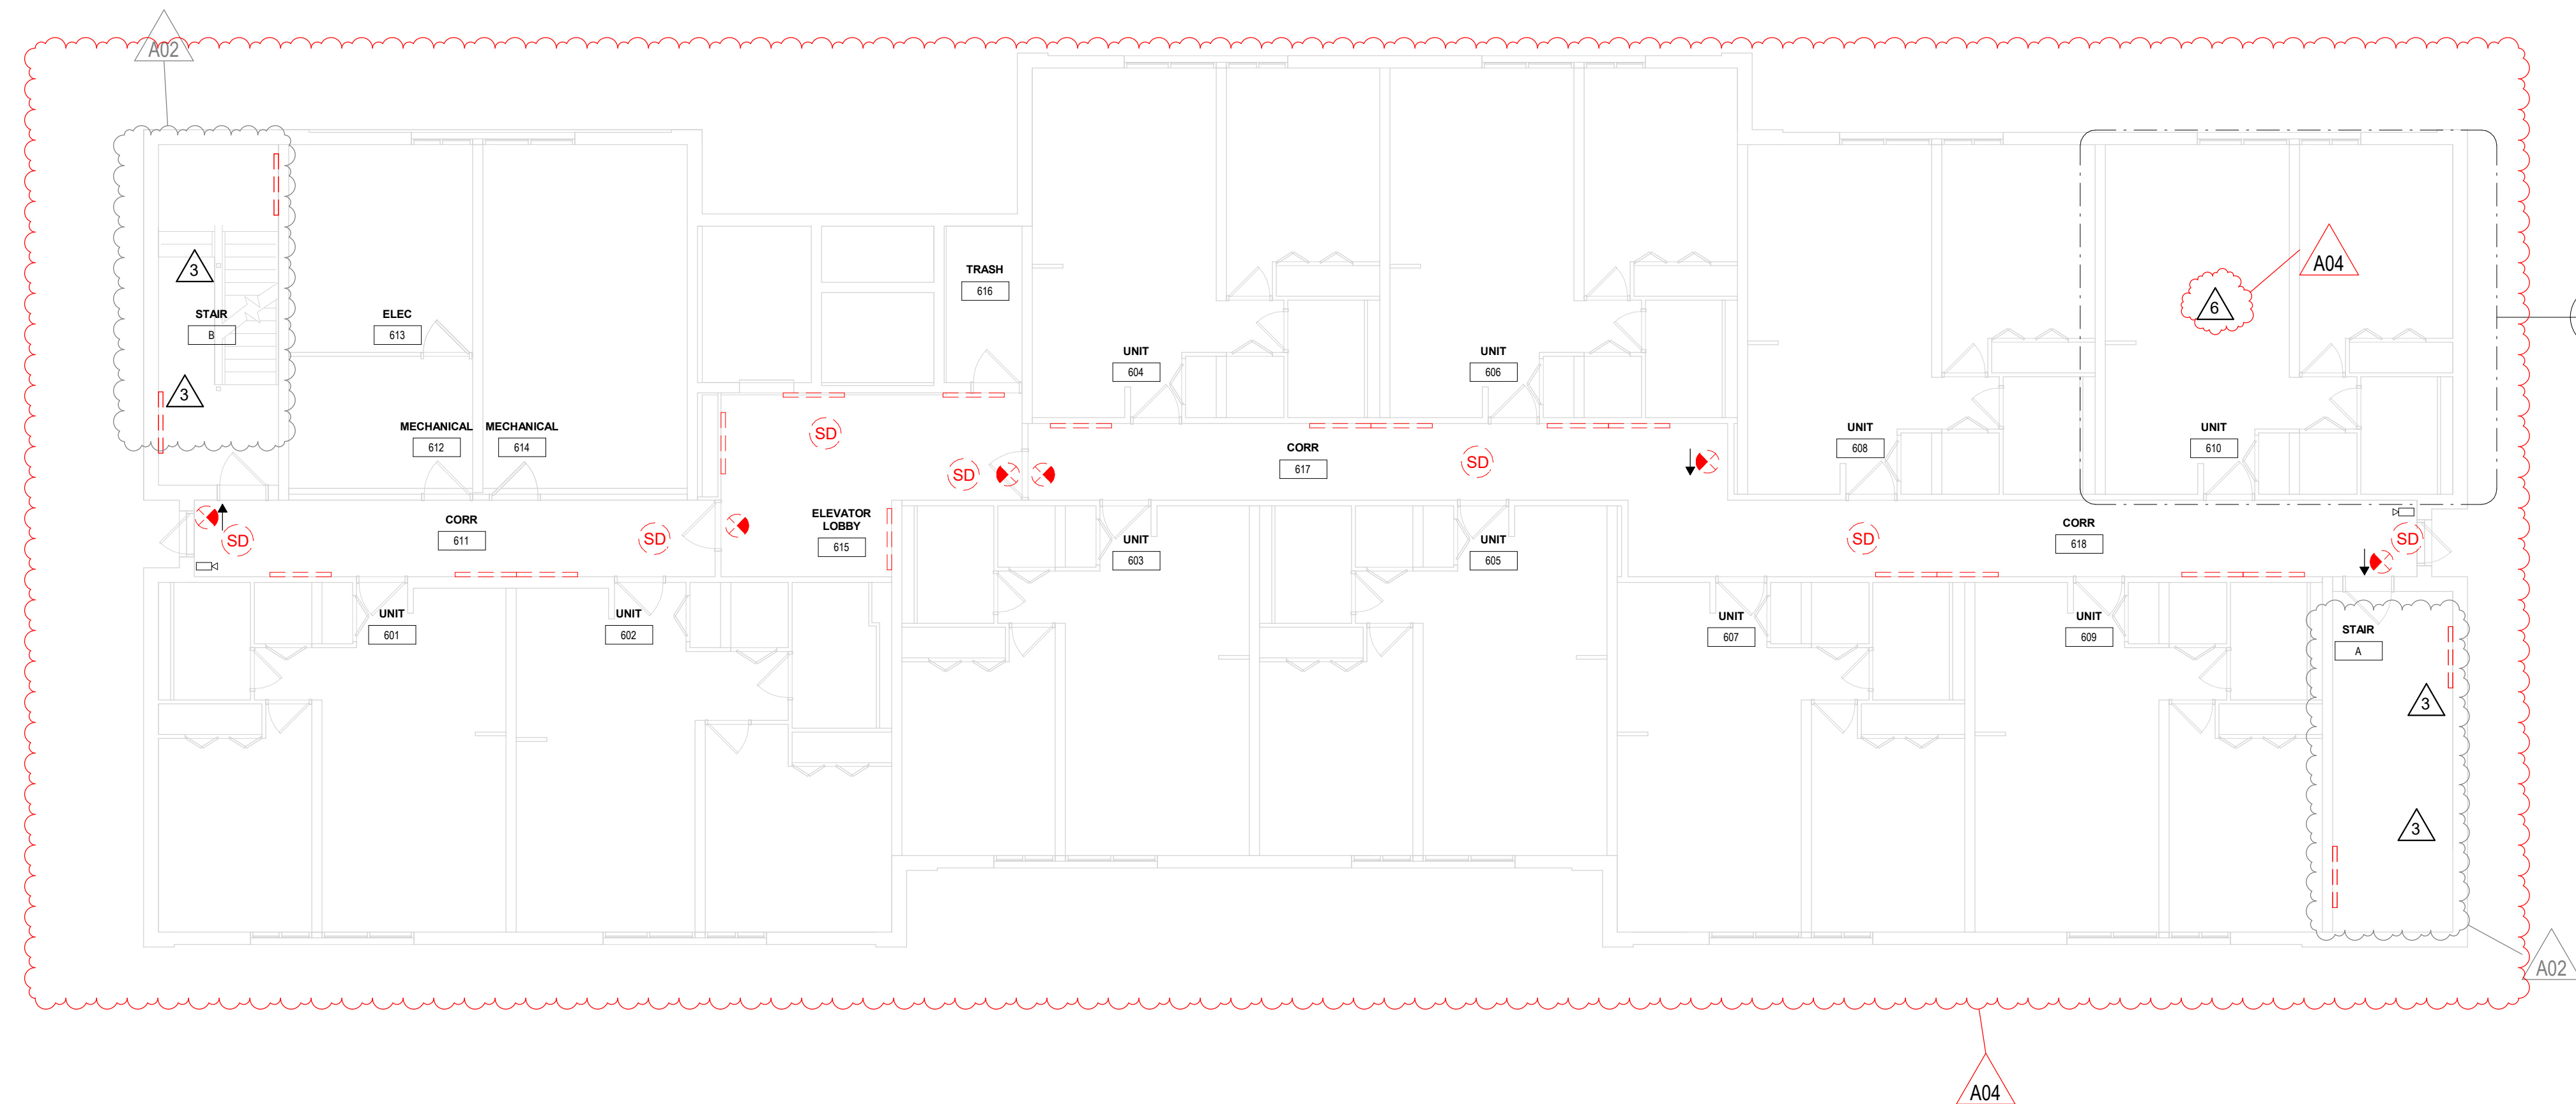 A02
3
STAIR
B
3
ELEC
613
MECHANICAL
612
MECHANICAL
614
TRASH
616
SD
SD
UNIT
604
UNIT
606
CORR
617
SD
UNIT
608
UNIT
610
6
A04
SD
CORR
611
SD
ELEVATOR
LOBBY
615
UNIT
603
UNIT
605
SD
CORR
618
SD
UNIT
601
UNIT
602
UNIT
607
UNIT
609
STAIR
A
3
3
A02
A04